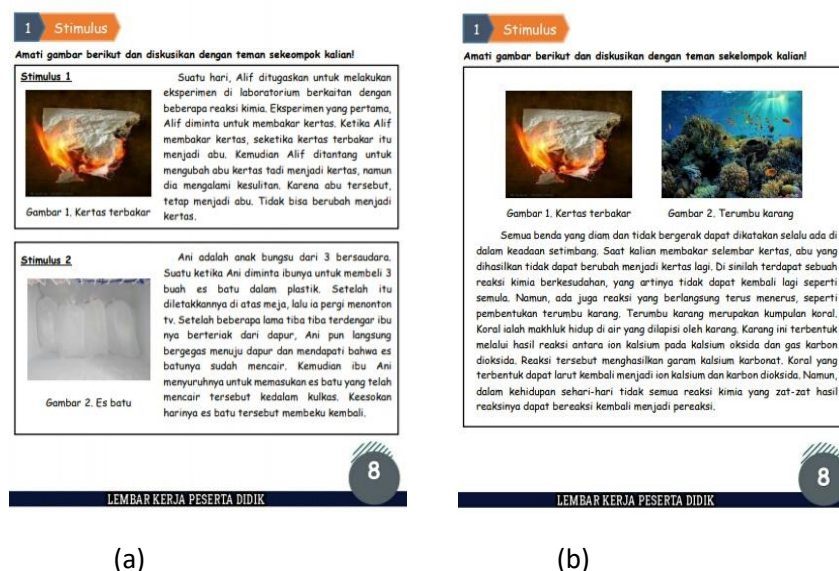 1 Stimulus
Amati gambar berikut dan diskusikan dengan teman sekeompok kalian!
Stimulus 1
Gambar 1. Kertas terbakar
Suatu hari, Alif ditugaskan untuk melakukan
eksperimen di laboratorium berkaitan dengan
beberapa reaksi kimia. Eksperimen yang pertama,
Alif diminta untuk membakar kertas. Ketika Alif
membakar kertas, seketika kertas terbakar itu
menjadi abu. Kemudian Alif ditantang untuk
mengubah abu kertas tadi menjadi kertas, namun
dia mengalami kesulitan. Karena abu tersebut,
tetap menjadi abu. Tidak bisa berubah menjadi
kertas.
Stimulus 2
Gambar 2. Es batu
Ani adalah anak bungsu dari 3 bersaudara.
Suatu ketika Ani diminta ibunya untuk membeli 3
buah es batu dalam plastik. Setelah itu
diletakkannya di atas meja, lalu ia pergi menonton
tv. Setelah beberapa lama tiba tiba terdengar ibu
nya berteriak dari dapur, Ani pun langsung
bergegas menuju dapur dan mendapati bahwa es
batunya sudah mencair. Kemudian ibu Ani
menyuruhnya untuk memasukan es batu yang telah
mencair tersebut kedalam kulkas. Keesokan
harinya es batu tersebut membeku kembali.
8
LEMBAR KERJA PESERTA DIDIK
(a)
1 Stimulus
Amati gambar berikut dan diskusikan dengan teman sekelompok kalian!
Gambar 1. Kertas terbakar
Gambar 2. Terumbu karang
Semua benda yang diam dan tidak bergerak dapat dikatakan selalu ada di
dalam keadaan setimbang. Saat kalian membakar selembar kertas, abu yang
dihasilkan tidak dapat berubah menjadi kertas lagi. Di sinilah terdapat sebuah
reaksi kimia berkesudahan, yang artinya tidak dapat kembali lagi seperti
semula. Namun, ada juga reaksi yang berlangsung terus menerus, seperti
pembentukan terumbu karang. Terumbu karang merupakan kumpulan koral.
Koral ialah makhluk hidup di air yang dilapisi oleh karang. Karang ini terbentuk
melalui hasil reaksi antara ion kalsium pada kalsium oksida dan gas karbon
dioksida. Reaksi tersebut menghasilkan garam kalsium karbonat. Koral yang
terbentuk dapat larut kembali menjadi ion kalsium dan karbon dioksida. Namun,
dalam kehidupan sehari-hari tidak semua reaksi kimia yang zat-zat hasil
reaksinya dapat bereaksi kembali menjadi pereaksi.
8
LEMBAR KERJA PESERTA DIDIK
(b)